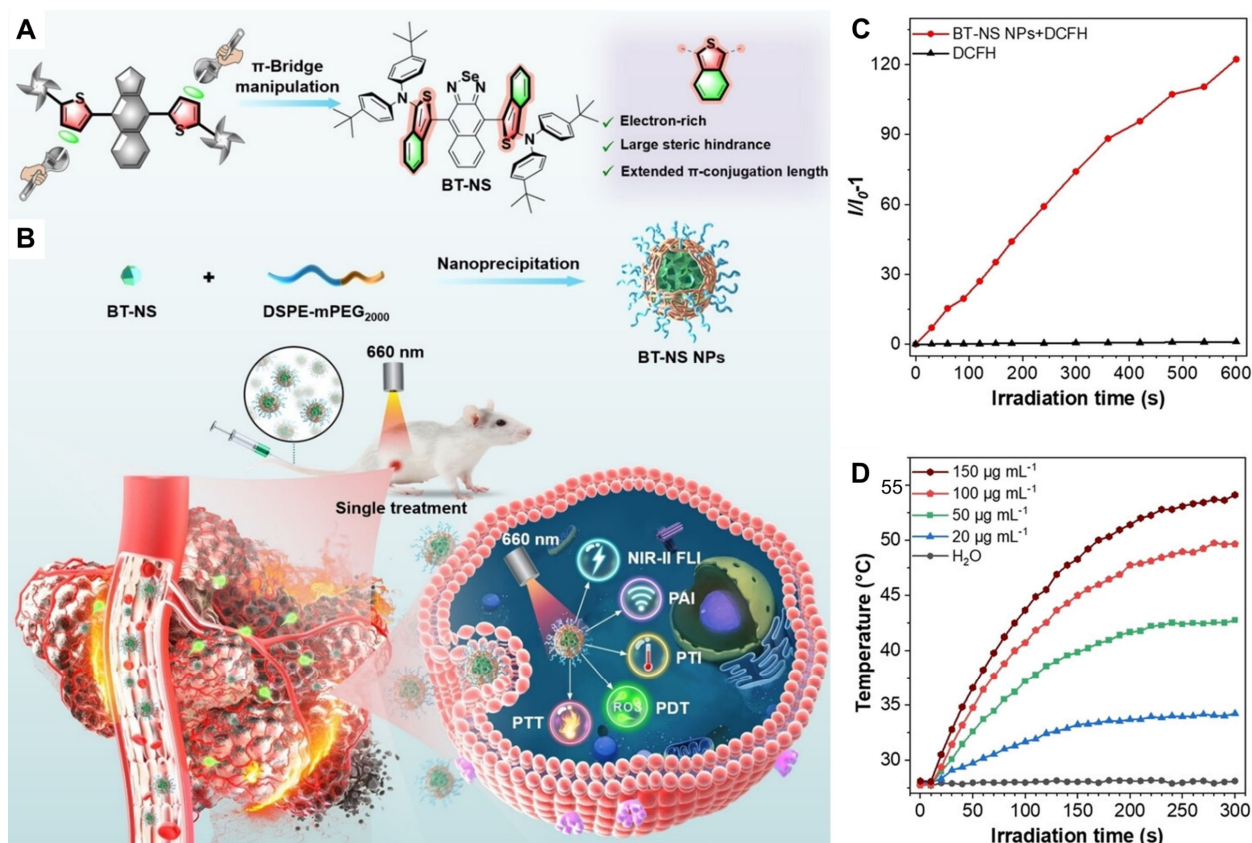 A
π-Bridge
manipulation
Se
N N
S
N
S
N
BT-NS
S
✓ Electron-rich
✓ Large steric hindrance
✓ Extended π-conjugation length
B
BT-NS
+
DSPE-mPEG2000
Nanoprecipitation
BT-NS NPs
660 nm
Single treatment
660 nm
NIR-II FLI
PAI
PTI
ROS
PDT
PTT
C
BT-NS NPs+DCFH
DCFH
I/I0-1
120
90
60
30
0
0 100 200 300 400 500 600
Irradiation time (s)
D
150 µg mL-1
100 µg mL-1
50 µg mL-1
20 µg mL-1
H2O
Temperature (°C)
55
50
45
40
35
30
0 50 100 150 200 250 300
Irradiation time (s)